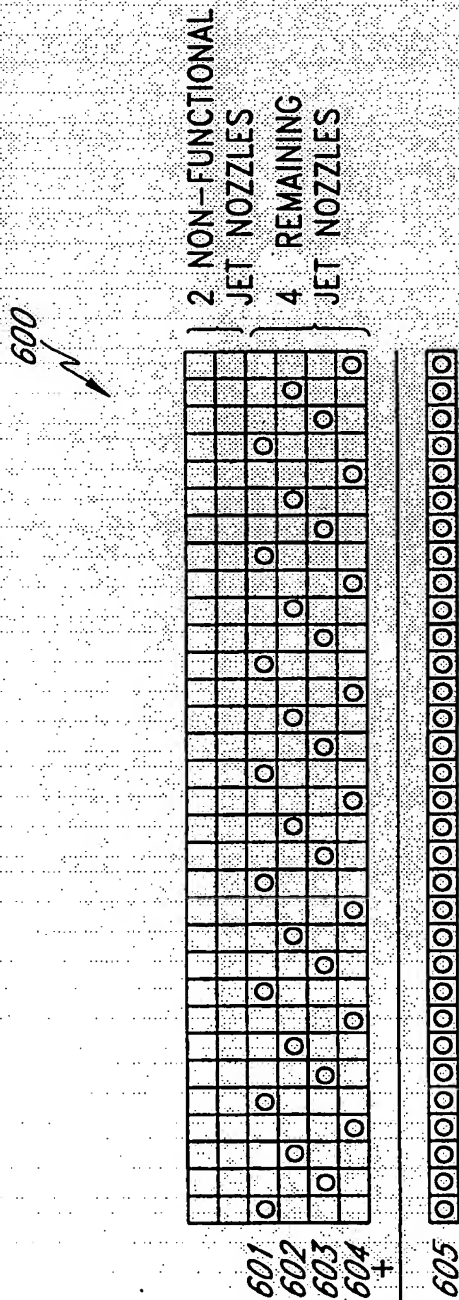 600
2 NON-FUNCTIONAL
JET NOZZLES
4 REMAINING
JET NOZZLES
601
602
603
604
+
605